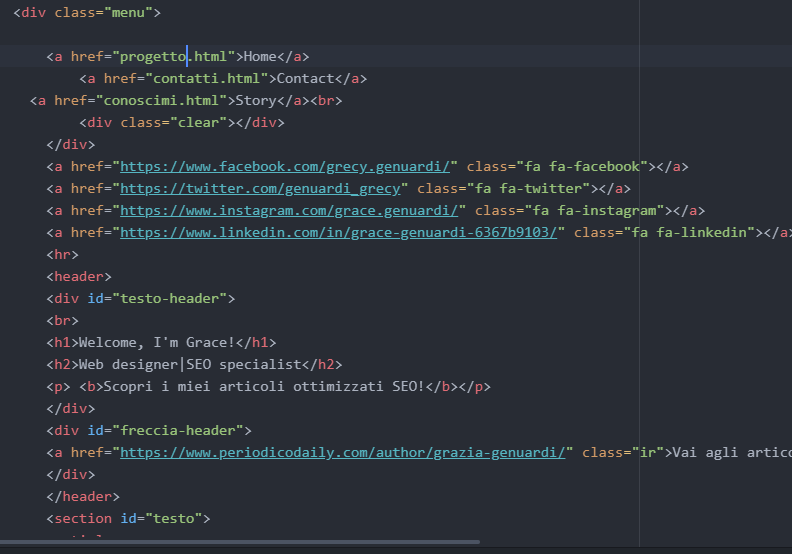 <div class="menu">
<a href="progetto.html">Home</a>
<a href="contatti.html">Contact</a>
<a href="conoscimi.html">Story</a><br>
<div class="clear"></div>
</div>
<a href="https://www.facebook.com/grecy.genuardi/" class="fa fa-facebook"></a>
<a href="https://twitter.com/genuardi_grecy" class="fa fa-twitter"></a>
<a href="https://www.instagram.com/grace.genuardi/" class="fa fa-instagram"></a>
<a href="https://www.linkedin.com/in/grace-genuardi-6367b9103/" class="fa fa-linkedin"></a>
<hr>
<header>
<div id="testo-header">
<br>
<h1>Welcome, I'm Grace!</h1>
<h2>Web designer|SEO specialist</h2>
<p> <b>Scopri i miei articoli ottimizzati SEO!</b></p>
</div>
<div id="freccia-header">
<a href="https://www.periodicodaily.com/author/grazia-genuardi/" class="ir">Vai agli artico
</div>
</header>
<section id="testo">